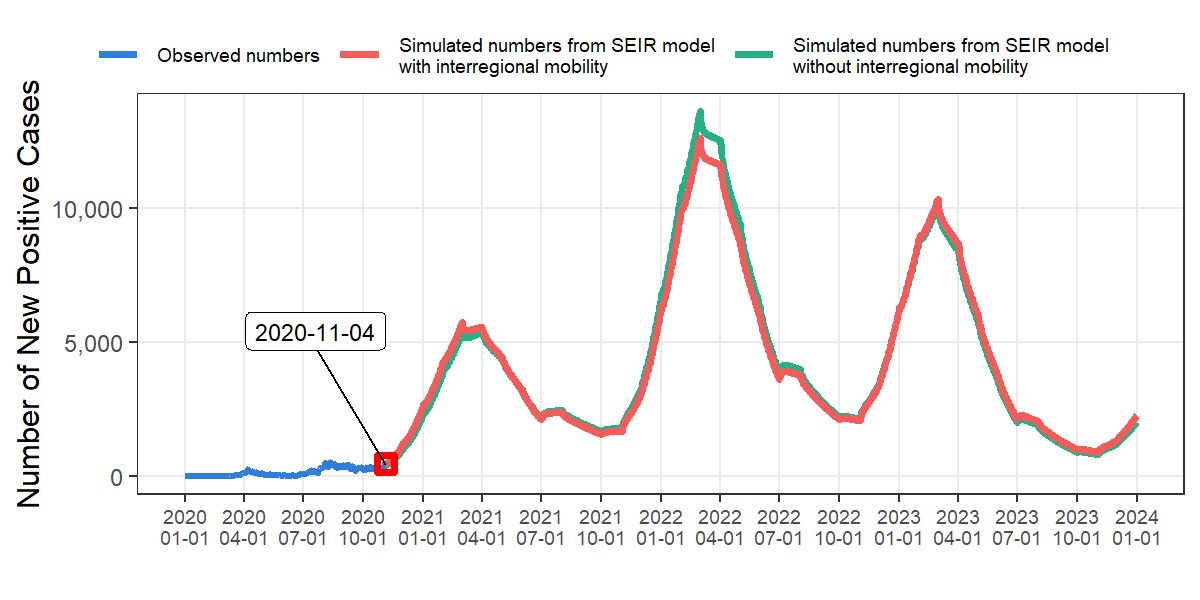 Observed numbers
Simulated numbers from SEIR model
with interregional mobility
Simulated numbers from SEIR model
without interregional mobility
Number of New Positive Cases
10,000
5,000
0
2020-11-04
2020 2020 2020 2020 2021 2021 2021 2021 2022 2022 2022 2022 2023 2023 2023 2023 2024
01-01 04-01 07-01 10-01 01-01 04-01 07-01 10-01 01-01 04-01 07-01 10-01 01-01 04-01 07-01 10-01 01-01